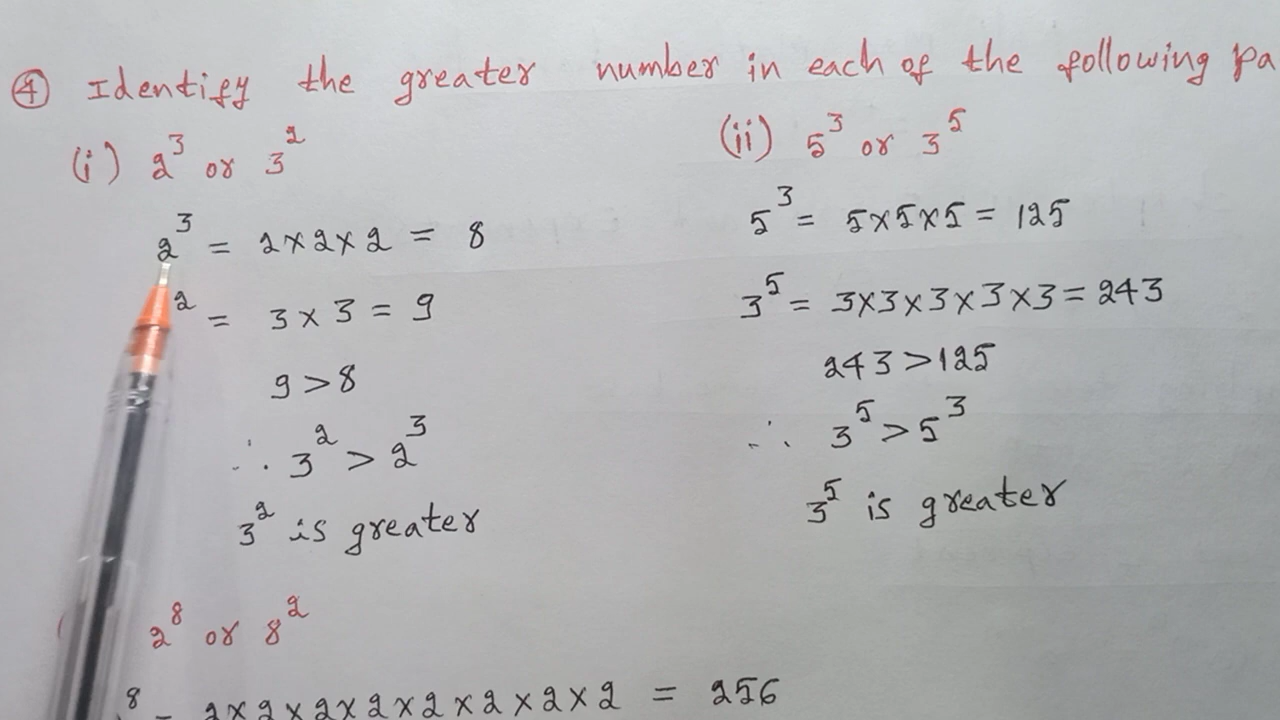 ④ Identify the greater number in each of the following pa
(i) 2³ or 3²
2³ = 2×2×2 = 8
² = 3×3 = 9
9>8
∴ 3² > 2³
3² is greater
(ii) 5³ or 3⁵
5³ = 5×5×5 = 125
3⁵ = 3×3×3×3×3 = 243
243>125
∴ 3⁵>5³
3⁵ is greater
( 2⁸ or 8²
⁸ = 2×2×2×2×2×2×2×2 = 256